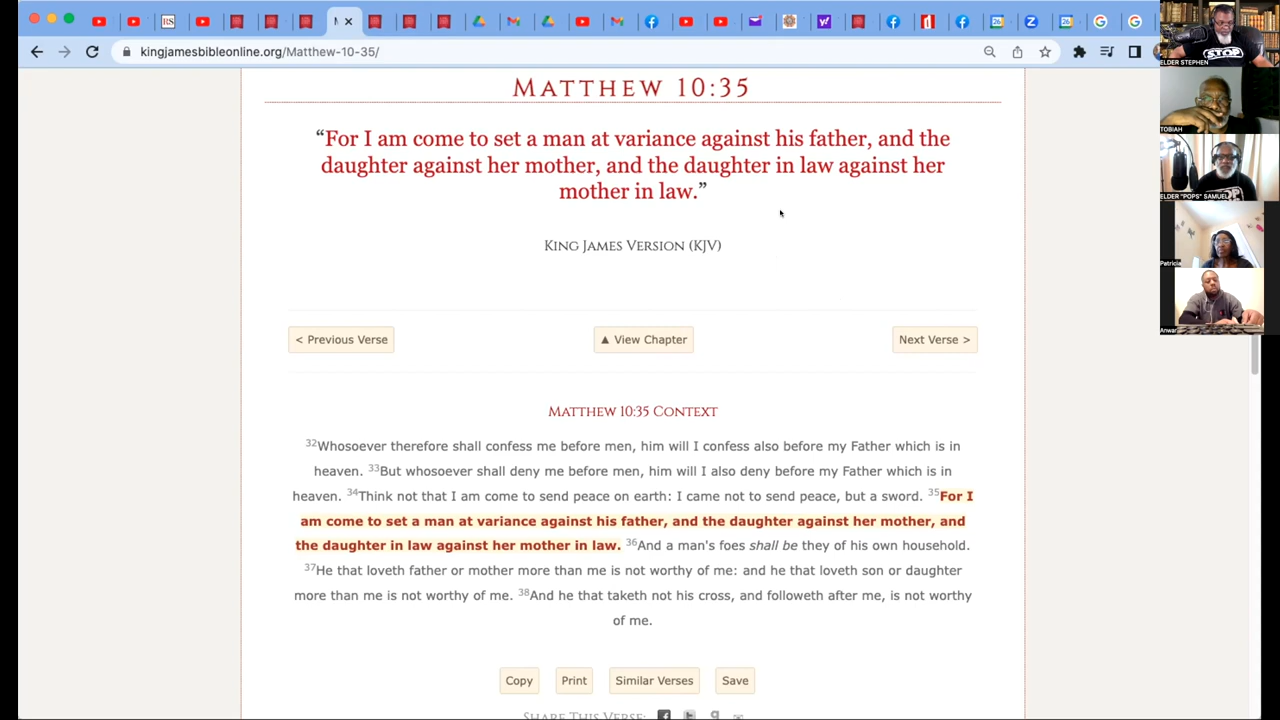 kingjamesbibleonline.org/Matthew-10-35/
MATTHEW 10:35
“For I am come to set a man at variance against his father, and the
daughter against her mother, and the daughter in law against her
mother in law.”
KING JAMES VERSION (KJV)
< Previous Verse
▲ View Chapter
Next Verse >
MATTHEW 10:35 CONTEXT
32Whosoever therefore shall confess me before men, him will I confess also before my Father which is in
heaven. 33But whosoever shall deny me before men, him will I also deny before my Father which is in
heaven. 34Think not that I am come to send peace on earth: I came not to send peace, but a sword. 35For I
am come to set a man at variance against his father, and the daughter against her mother, and
the daughter in law against her mother in law. 36And a man's foes shall be they of his own household.
37He that loveth father or mother more than me is not worthy of me: and he that loveth son or daughter
more than me is not worthy of me. 38And he that taketh not his cross, and followeth after me, is not worthy
of me.
Copy
Print
Similar Verses
Save
SHARE THIS VERSE:
STOP
ELDER STEPHEN
TOBIAH
ELDER "POPS" SAMUEL
Patricia
Anwar